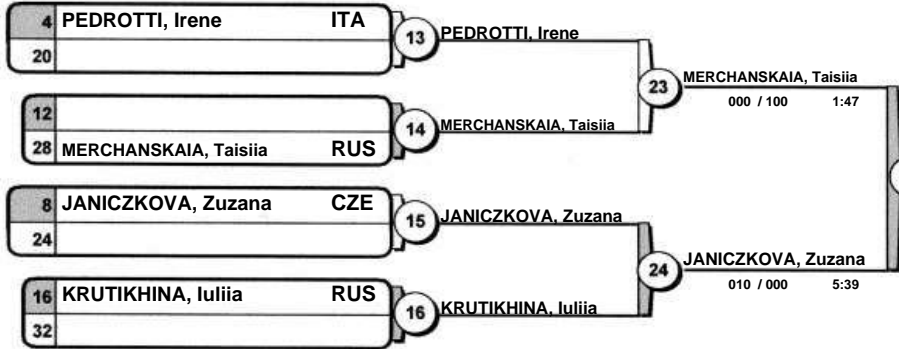 4 PEDROTTI, Irene ITA
20
13 PEDROTTI, Irene
12
28 MERCHANSKAIA, Taisiia RUS
14 MERCHANSKAIA, Taisiia
23 MERCHANSKAIA, Taisiia
000 / 100 1:47
8 JANICZKOVA, Zuzana CZE
24
15 JANICZKOVA, Zuzana
16 KRUTIKHINA, Iuliia RUS
32
16 KRUTIKHINA, Iuliia
24 JANICZKOVA, Zuzana
010 / 000 5:39